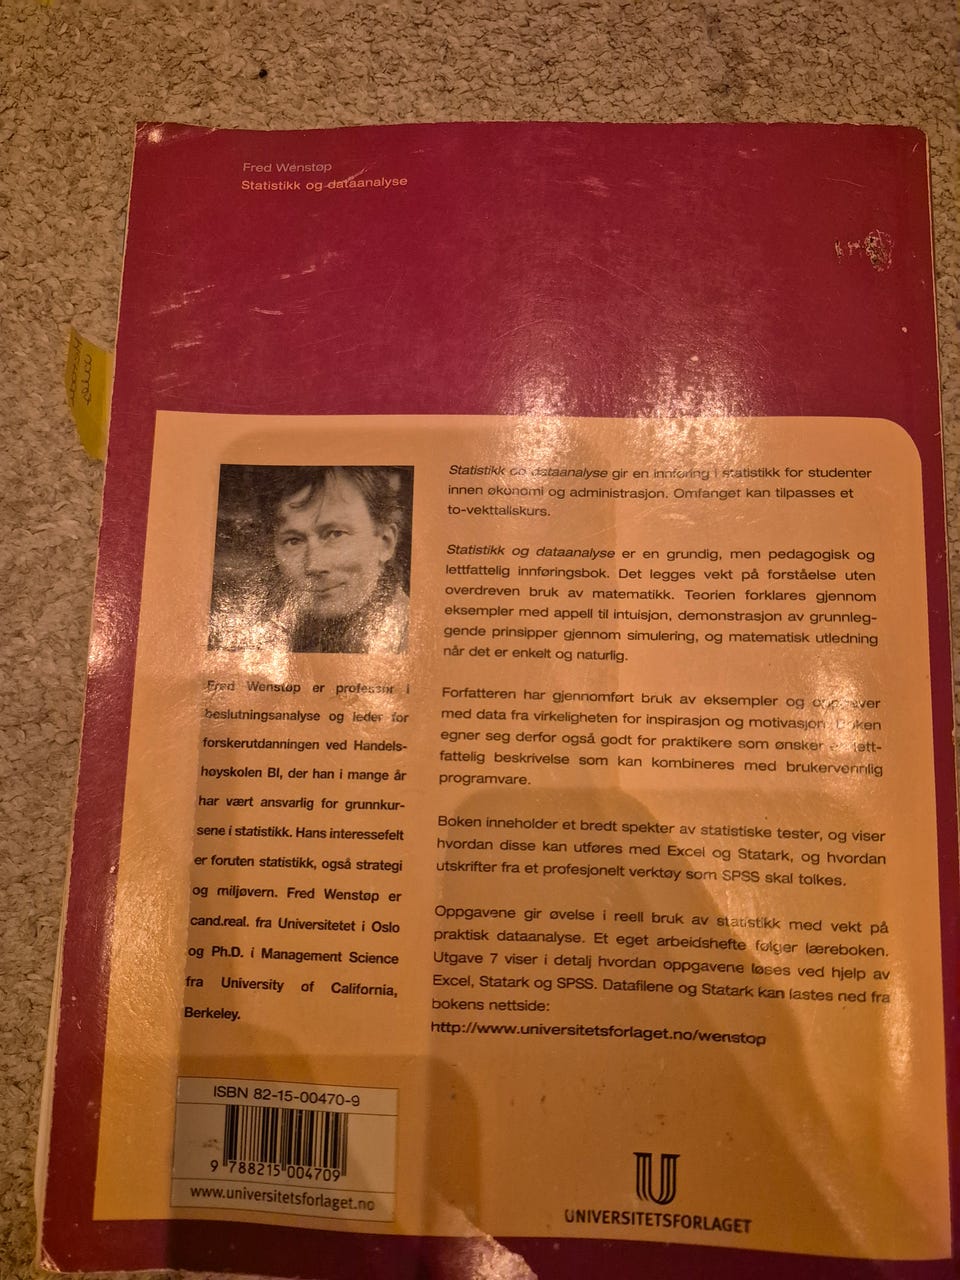 Fred Wenstøp
Statistikk og dataanalyse
Statistikk og dataanalyse gir en innføring i statistikk for studenter
innen økonomi og administrasjon. Omfanget kan tilpasses et
to-vekttaliskurs.
Statistikk og dataanalyse er en grundig, men pedagogisk og
lettfattelig innføringsbok. Det legges vekt på forståelse uten
overdreven bruk av matematikk. Teorien forklares gjennom
eksempler med appell til intuisjon, demonstrasjon av grunnleg-
gende prinsipper gjennom simulering, og matematisk utledning
når det er enkelt og naturlig.
Forfatteren har gjennomført bruk av eksempler og oppgaver
med data fra virkeligheten for inspirasjon og motivasjon. Boken
egner seg derfor også godt for praktikere som ønsker lett-
fattelig beskrivelse som kan kombineres med brukervennlig
programvare.
Boken inneholder et bredt spekter av statistiske tester, og viser
hvordan disse kan utføres med Excel og Statark, og hvordan
utskrifter fra et profesjonelt verktøy som SPSS skal tolkes.
Oppgavene gir øvelse i reell bruk av statistikk med vekt på
praktisk dataanalyse. Et eget arbeidshefte følger læreboken.
Utgave 7 viser i detalj hvordan oppgavene løses ved hjelp av
Excel, Statark og SPSS. Datafilene og Statark kan lastes ned fra
bokens nettside:
http://www.universitetsforlaget.no/wenstop
Fred Wenstøp er professor i
beslutningsanalyse og leder for
forskerutdanningen ved Handels-
høyskolen BI, der han i mange år
har vært ansvarlig for grunnkur-
sene i statistikk. Hans interessefelt
er foruten statistikk, også strategi
og miljøvern. Fred Wenstøp er
cand.real. fra Universitetet i Oslo
og Ph.D. i Management Science
fra University of California,
Berkeley.
ISBN 82-15-00470-9
9 788215 004709
www.universitetsforlaget.no
UNIVERSITETSFORLAGET